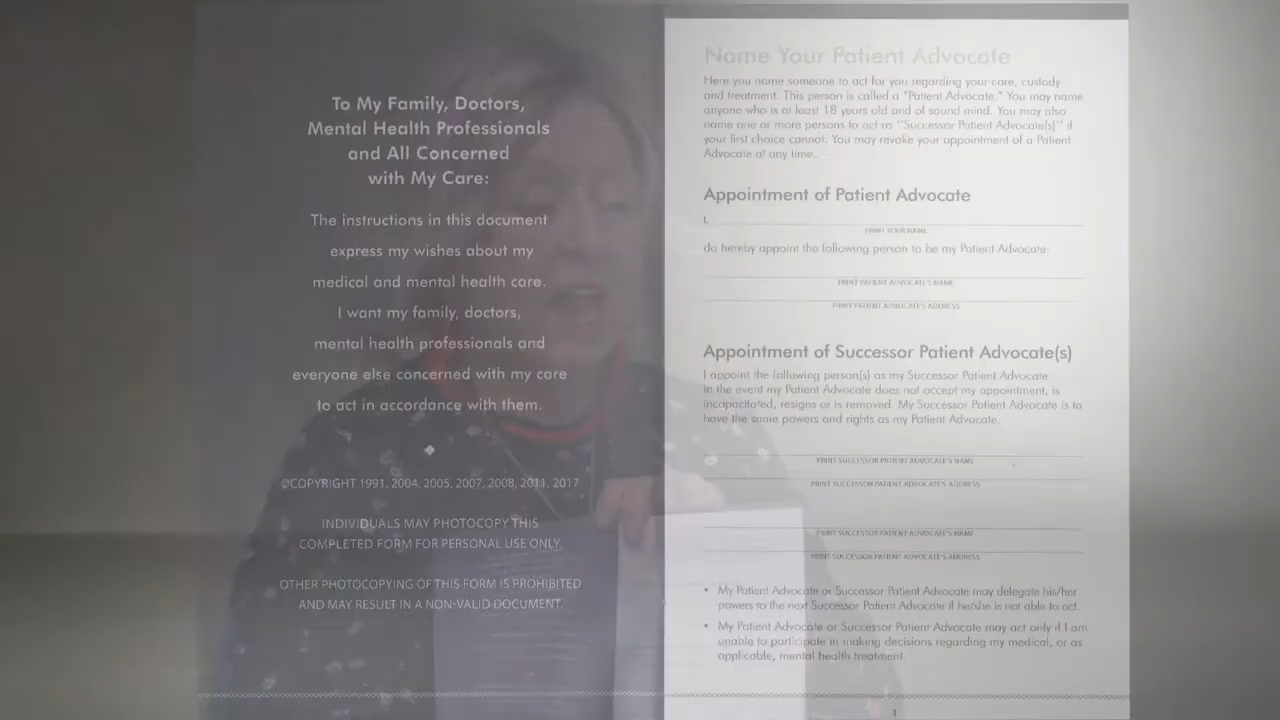 To My Family, Doctors,
Mental Health Professionals
and All Concerned
with My Care:
The instructions in this document
express my wishes about my
medical and mental health care.
I want my family, doctors,
mental health professionals and
everyone else concerned with my care
to act in accordance with them.
©COPYRIGHT 1991, 2004, 2005, 2007, 2008, 2011, 2017
INDIVIDUALS MAY PHOTOCOPY THIS
COMPLETED FORM FOR PERSONAL USE ONLY.
OTHER PHOTOCOPYING OF THIS FORM IS PROHIBITED
AND MAY RESULT IN A NON-VALID DOCUMENT.
Name Your Patient Advocate
Here you name someone to act for you regarding your care, custody
and treatment. This person is called a "Patient Advocate." You may name
anyone who is at least 18 years old and of sound mind. You may also
name one or more persons to act as "Successor Patient Advocate(s)" if
your first choice cannot. You may revoke your appointment of a Patient
Advocate at any time.
Appointment of Patient Advocate
I,
PRINT YOUR NAME
do hereby appoint the following person to be my Patient Advocate:
PRINT PATIENT ADVOCATE'S NAME
PRINT PATIENT ADVOCATE'S ADDRESS
Appointment of Successor Patient Advocate(s)
I appoint the following person(s) as my Successor Patient Advocate
in the event my Patient Advocate does not accept my appointment, is
incapacitated, resigns or is removed. My Successor Patient Advocate is to
have the same powers and rights as my Patient Advocate.
PRINT SUCCESSOR PATIENT ADVOCATE'S NAME
PRINT SUCCESSOR PATIENT ADVOCATE'S ADDRESS
PRINT SUCCESSOR PATIENT ADVOCATE'S NAME
PRINT SUCCESSOR PATIENT ADVOCATE'S ADDRESS
• My Patient Advocate or Successor Patient Advocate may delegate his/her
powers to the next Successor Patient Advocate if he/she is not able to act.
• My Patient Advocate or Successor Patient Advocate may act only if I am
unable to participate in making decisions regarding my medical, or as
applicable, mental health treatment.
1